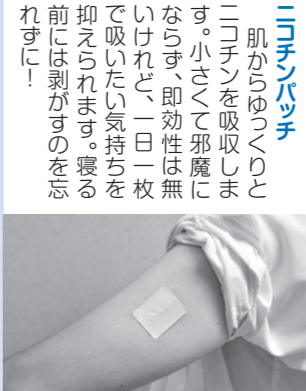 ニコチンパッチ
肌からゆっくりと
ニコチンを吸収しま
す。小さくて邪魔に
ならず、即効性は無
いけれど、一日一枚
で吸いたい気持ちを
抑えられます。寝る
前には剥がすのを忘
れずに！